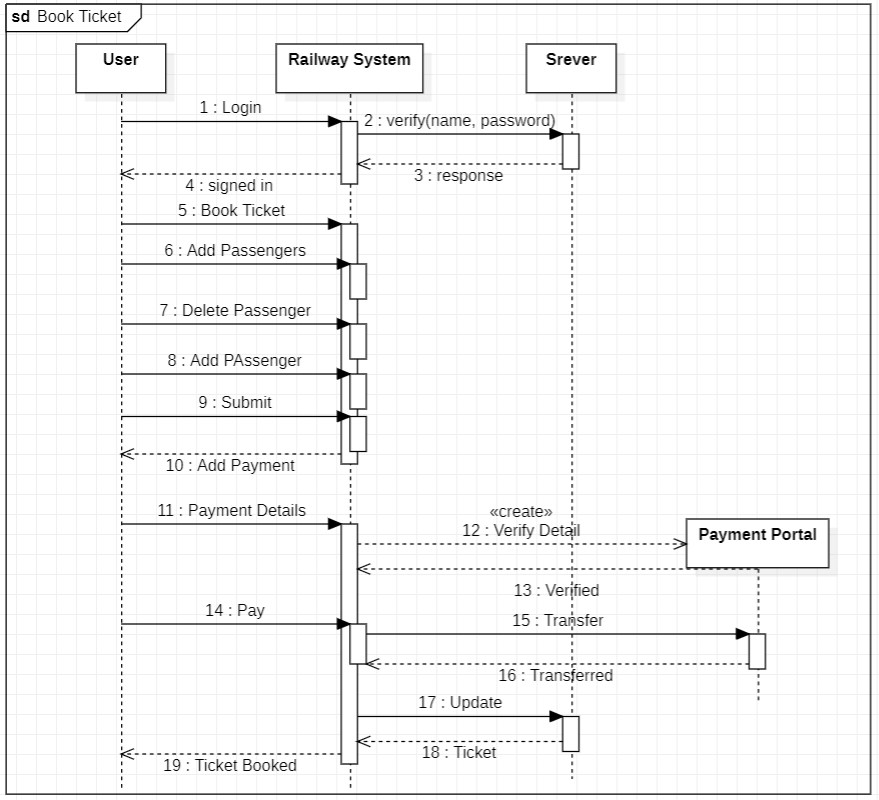 sd Book Ticket
User
Railway System
Srever
1 : Login
2 : verify(name, password)
3 : response
4 : signed in
5 : Book Ticket
6 : Add Passengers
7 : Delete Passenger
8 : Add PAssenger
9 : Submit
10 : Add Payment
11 : Payment Details
«create»
12 : Verify Detail
Payment Portal
13 : Verified
14 : Pay
15 : Transfer
16 : Transferred
17 : Update
18 : Ticket
19 : Ticket Booked